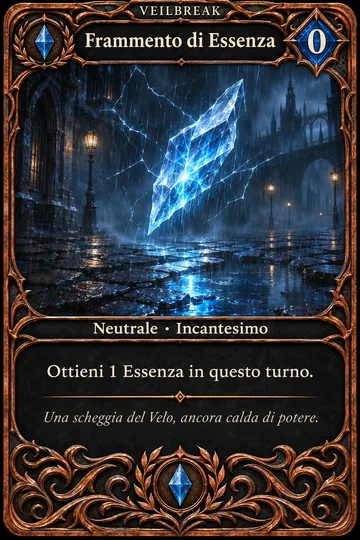 VEILBREAK
Frammento di Essenza
0
Neutrale · Incantesimo
Ottieni 1 Essenza in questo turno.
Una scheggia del Velo, ancora calda di potere.